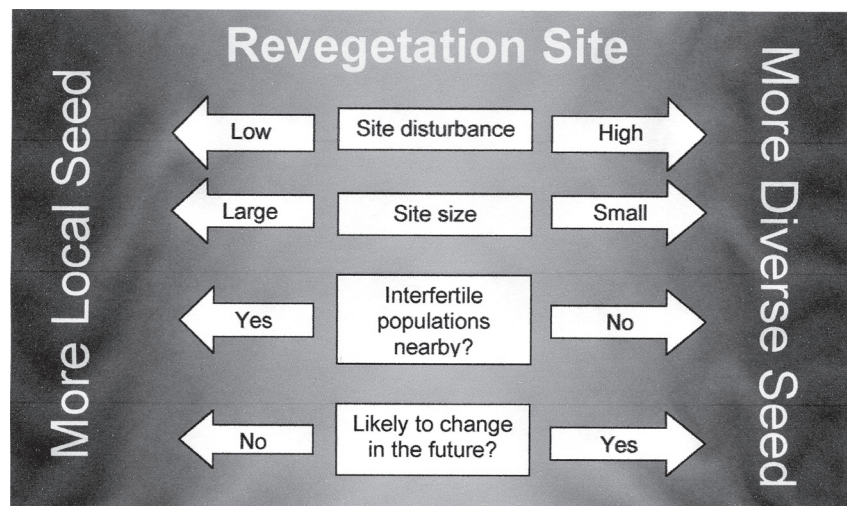 Revegetation Site
More Local Seed
Low
Site disturbance
High
Large
Site size
Small
Yes
Interfertile
populations
nearby?
No
No
Likely to change
in the future?
Yes
More Diverse Seed